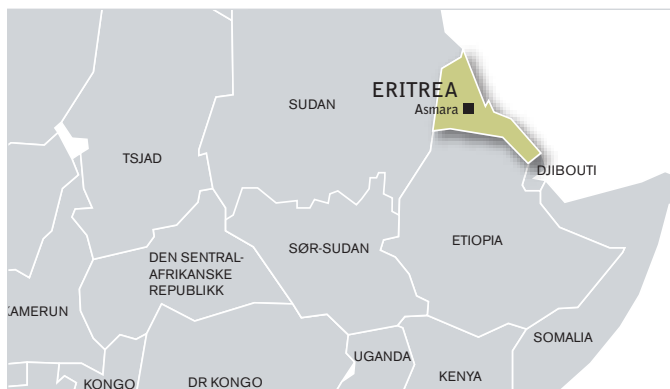 ERITREA
Asmara
SUDAN
TSJAD
DJIBOUTI
DEN SENTRAL-
AFRIKANSKE
REPUBLIKK
SØR-SUDAN
ETIOPIA
KAMERUN
SOMALIA
UGANDA
KENYA
KONGO
DR KONGO